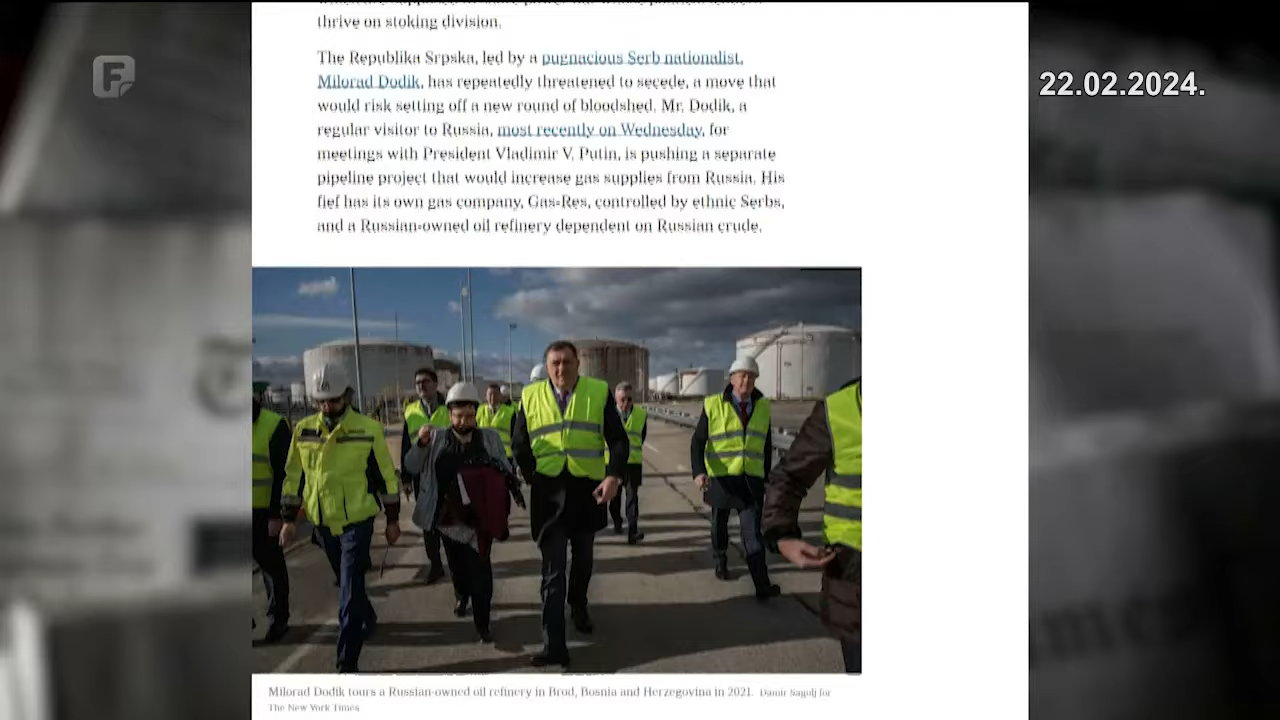 thrive on stoking division.
The Republika Srpska, led by a pugnacious Serb nationalist,
Milorad Dodik, has repeatedly threatened to secede, a move that
would risk setting off a new round of bloodshed. Mr. Dodik, a
regular visitor to Russia, most recently on Wednesday, for
meetings with President Vladimir V. Putin, is pushing a separate
pipeline project that would increase gas supplies from Russia. His
fief has its own gas company, Gas-Res, controlled by ethnic Serbs,
and a Russian-owned oil refinery dependent on Russian crude.
F
22.02.2024.
Milorad Dodik tours a Russian-owned oil refinery in Brod, Bosnia and Herzegovina in 2021. Damir Sagolj for
The New York Times